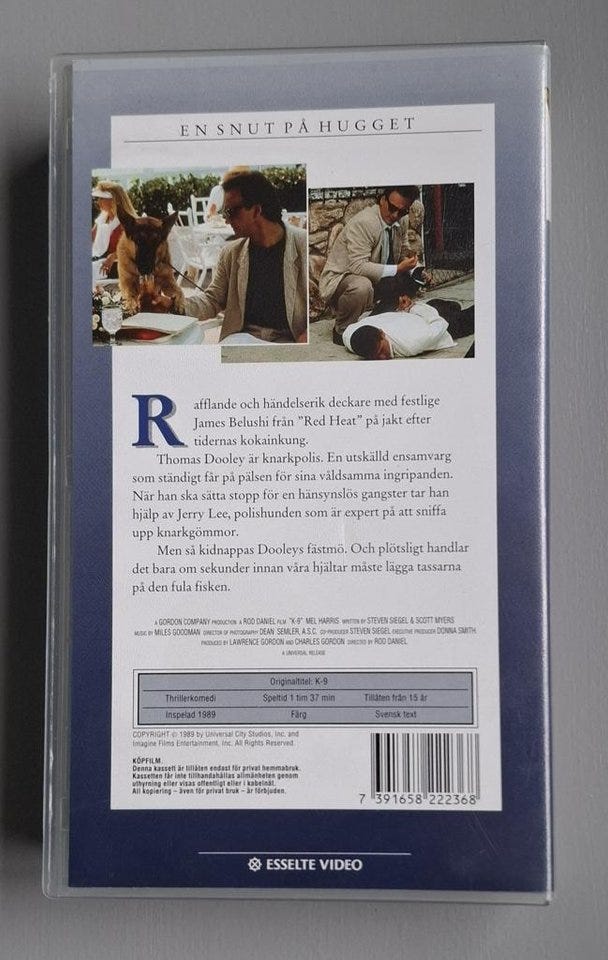 EN SNUT PÅ HUGGET
Rafflande och händelserik deckare med festlige
James Belushi från "Red Heat" på jakt efter
tidernas kokainkung.
Thomas Dooley är knarkpolis. En utskälld ensamvarg
som ständigt får på pälsen för sina våldsamma ingripanden.
När han ska sätta stopp för en hänsynslös gangster tar han
hjälp av Jerry Lee, polishunden som är expert på att sniffa
upp knarkgömmor.
Men så kidnappas Dooleys fästmö. Och plötsligt handlar
det bara om sekunder innan våra hjältar måste lägga tassarna
på den fula fisken.
A GORDON COMPANY PRODUCTION A ROD DANIEL FILM "K-9" MEL HARRIS WRITTEN BY STEVEN SIEGEL & SCOTT MYERS
MUSIC BY MILES GOODMAN DIRECTOR OF PHOTOGRAPHY DEAN SEMLER, A.S.C. CO-PRODUCER STEVEN SIEGEL EXECUTIVE PRODUCER DONNA SMITH
PRODUCED BY LAWRENCE GORDON AND CHARLES GORDON DIRECTED BY ROD DANIEL
A UNIVERSAL RELEASE
Originaltitel: K-9
Thrillerkomedi Speltid 1 tim 37 min Tillåten från 15 år
Inspelad 1989 Färg Svensk text
COPYRIGHT © 1989 by Universal City Studios, Inc. and
Imagine Films Entertainment, Inc. All Rights Reserved.
KÖPFILM.
Denna kassett är tillåten endast för privat hemmabruk.
Kassetten får inte tillhandahållas allmänheten genom
uthyrning eller visas offentligt eller i kabelnät.
All kopiering – även för privat bruk – är förbjuden.
7 391658 222368
ESSELTE VIDEO